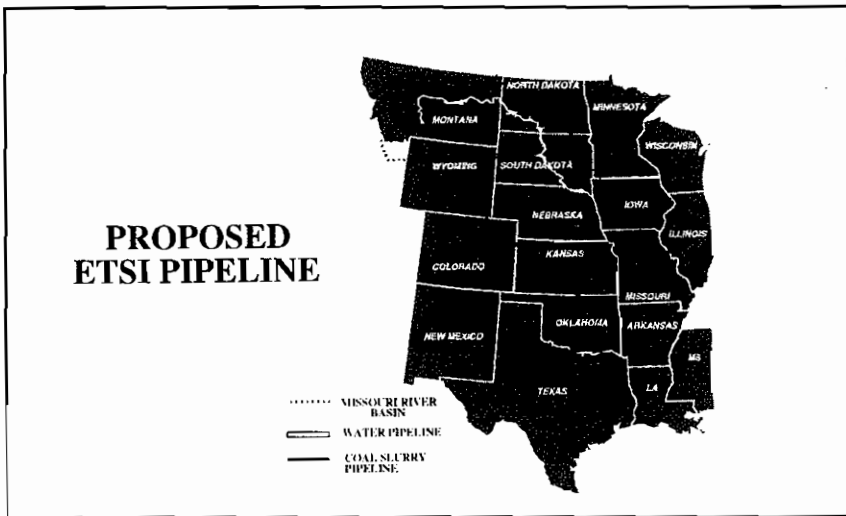 PROPOSED
ETSI PIPELINE
NORTH DAKOTA
MINNESOTA
MONTANA
WISCONSIN
WYOMING
SOUTH DAKOTA
IOWA
NEBRASKA
ILLINOIS
KANSAS
COLORADO
MISSOURI
OKLAHOMA
ARKANSAS
NEW MEXICO
MS
TEXAS
LA
MISSOURI RIVER
BASIN
WATER PIPELINE
COAL SLURRY
PIPELINE